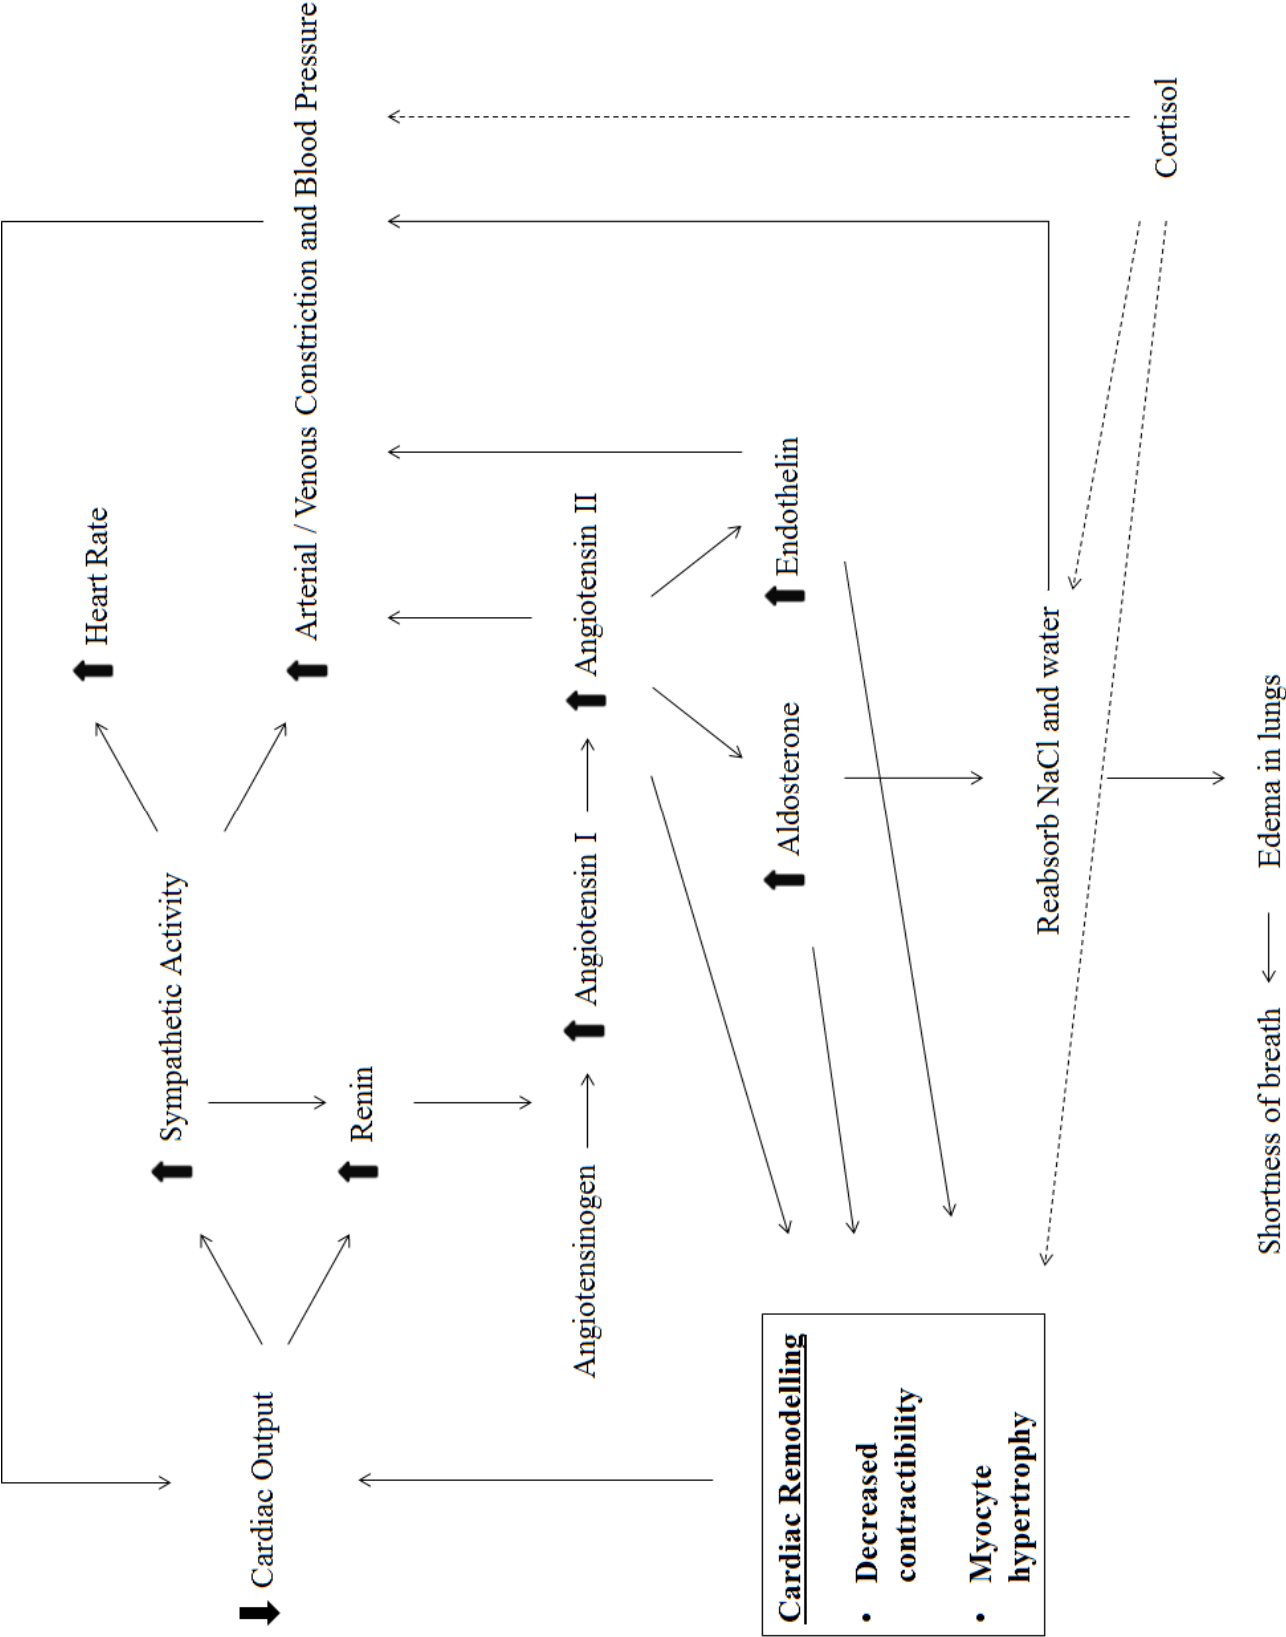 Heart Rate
Sympathetic Activity
Cardiac Output
Arterial / Venous Constriction and Blood Pressure
Renin
Angiotensinogen
Angiotensin I
Angiotensin II
Cardiac Remodelling
• Decreased
contractibility
• Myocyte
hypertrophy
Aldosterone
Endothelin
Reabsorb NaCl and water
Cortisol
Shortness of breath
Edema in lungs